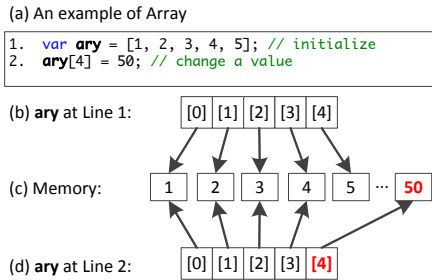 (a) An example of Array
1. var ary = [1, 2, 3, 4, 5]; // initialize
2. ary[4] = 50; // change a value
(b) ary at Line 1: [0] [1] [2] [3] [4]
(c) Memory: 1 2 3 4 5 ... 50
(d) ary at Line 2: [0] [1] [2] [3] [4]